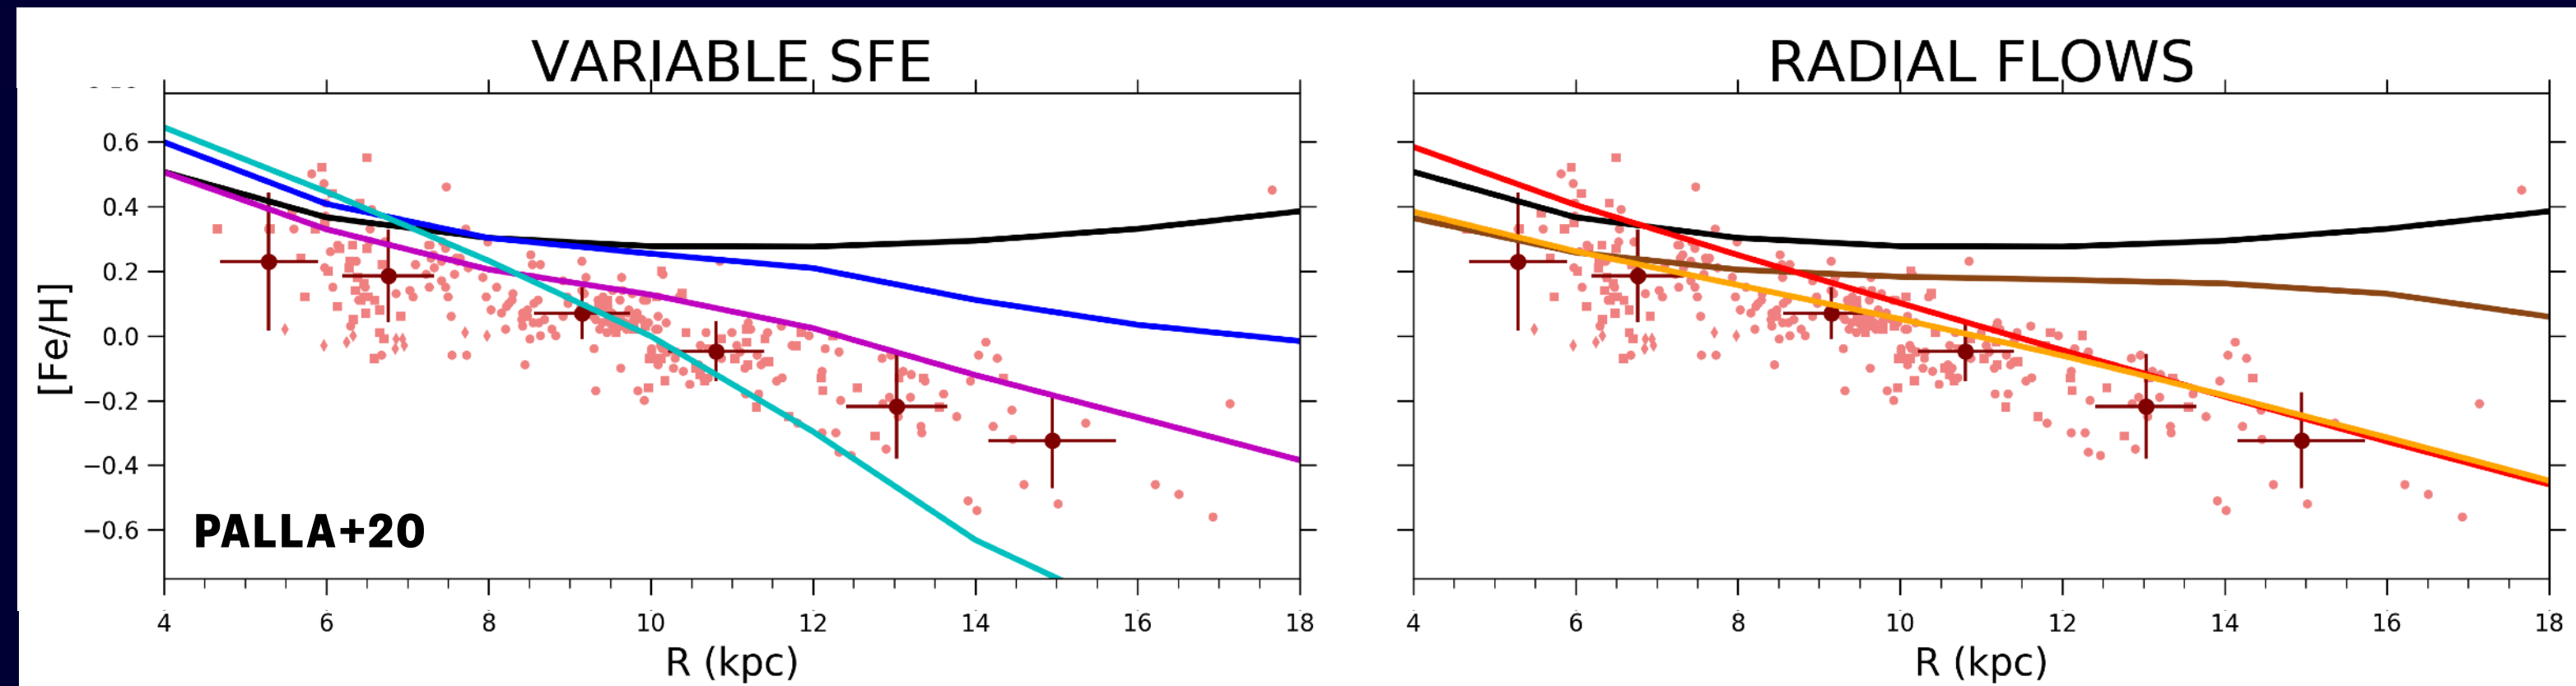 VARIABLE SFE
RADIAL FLOWS
0.6
0.4
0.2
0.0
−0.2
−0.4
−0.6
[Fe/H]
PALLA+20
4 6 8 10 12 14 16 18
4 6 8 10 12 14 16 18
R (kpc)
R (kpc)